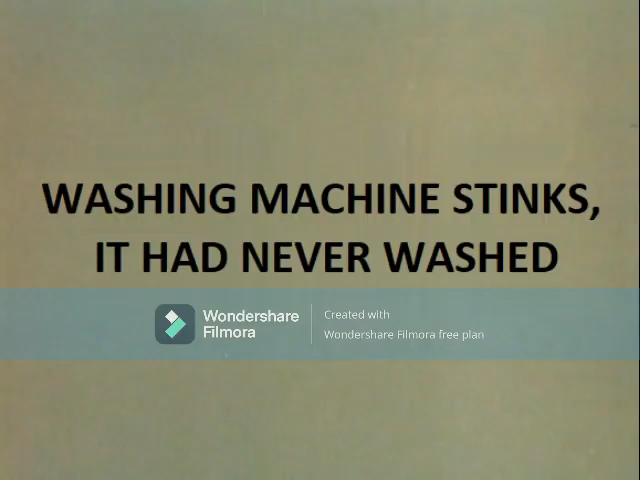 WASHING MACHINE STINKS,
IT HAD NEVER WASHED
Wondershare
Filmora
Created with
Wondershare Filmora free plan